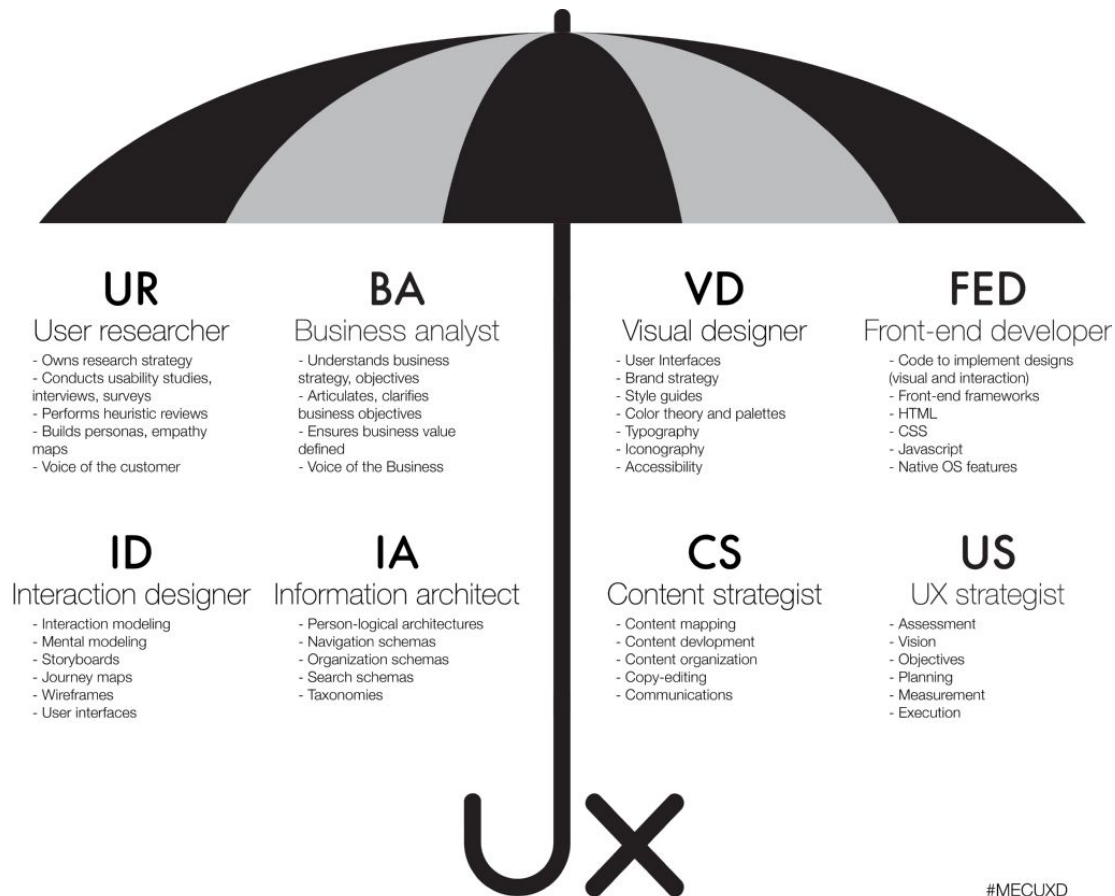 UR
User researcher
- Owns research strategy
- Conducts usability studies,
interviews, surveys
- Performs heuristic reviews
- Builds personas, empathy
maps
- Voice of the customer
BA
Business analyst
- Understands business
strategy, objectives
- Articulates, clarifies
business objectives
- Ensures business value
defined
- Voice of the Business
VD
Visual designer
- User Interfaces
- Brand strategy
- Style guides
- Color theory and palettes
- Typography
- Iconography
- Accessibility
FED
Front-end developer
- Code to implement designs
(visual and interaction)
- Front-end frameworks
- HTML
- CSS
- Javascript
- Native OS features
ID
Interaction designer
- Interaction modeling
- Mental modeling
- Storyboards
- Journey maps
- Wireframes
- User interfaces
IA
Information architect
- Person-logical architectures
- Navigation schemas
- Organization schemas
- Search schemas
- Taxonomies
CS
Content strategist
- Content mapping
- Content devlopment
- Content organization
- Copy-editing
- Communications
US
UX strategist
- Assessment
- Vision
- Objectives
- Planning
- Measurement
- Execution
UX
#MECUXD